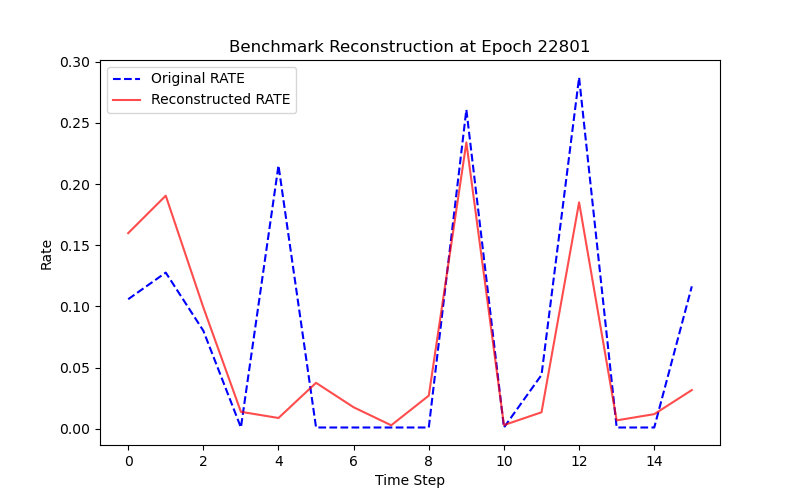 Benchmark Reconstruction at Epoch 22801
Original RATE
Reconstructed RATE
Rate
0.30
0.25
0.20
0.15
0.10
0.05
0.00
0 2 4 6 8 10 12 14
Time Step